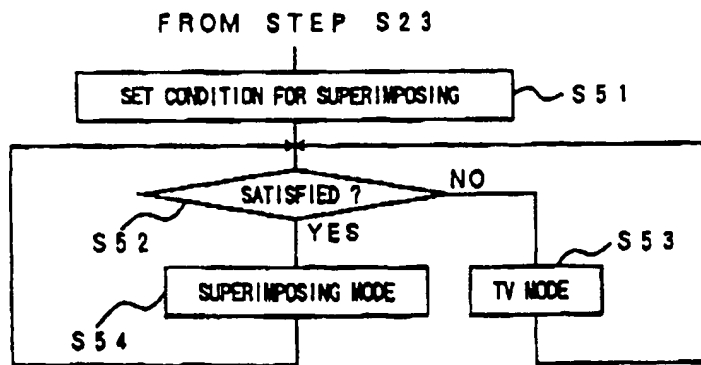 FROM STEP S23
SET CONDITION FOR SUPERIMPOSING
S51
SATISFIED ?
NO
S52
YES
S53
SUPERIMPOSING MODE
TV MODE
S54